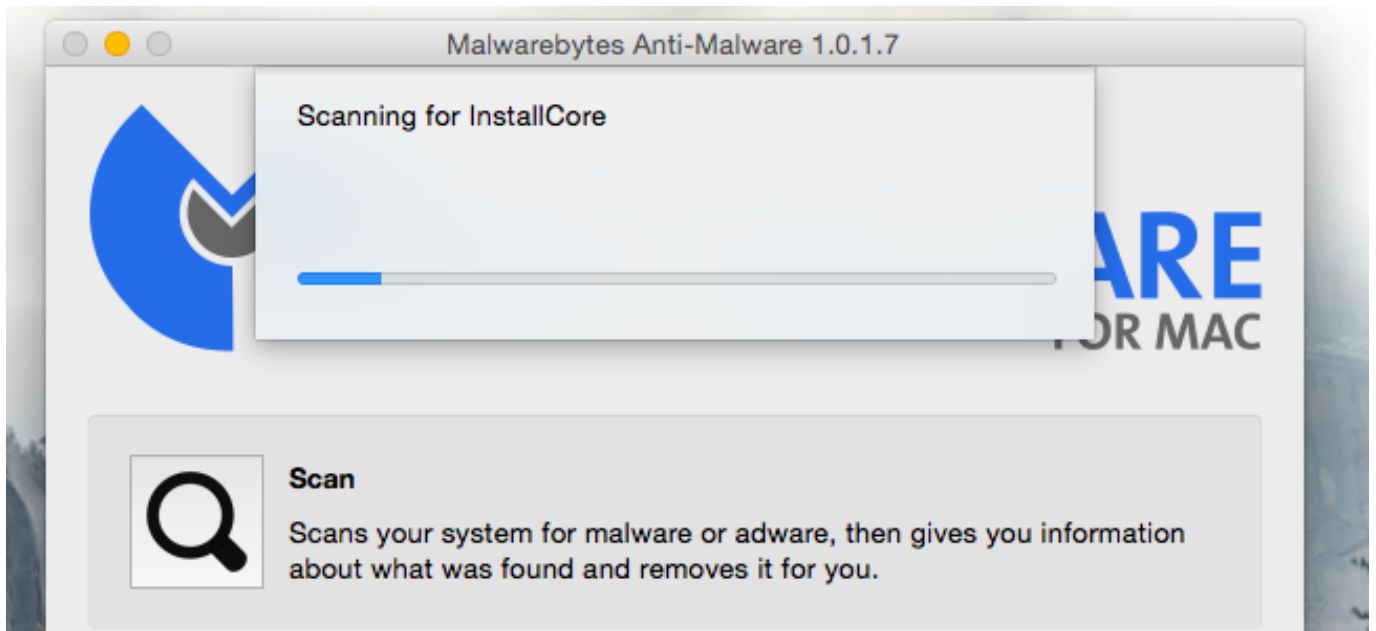 Malwarebytes Anti-Malware 1.0.1.7
Scanning for InstallCore
ARE
FOR MAC
Scan
Scans your system for malware or adware, then gives you information
about what was found and removes it for you.